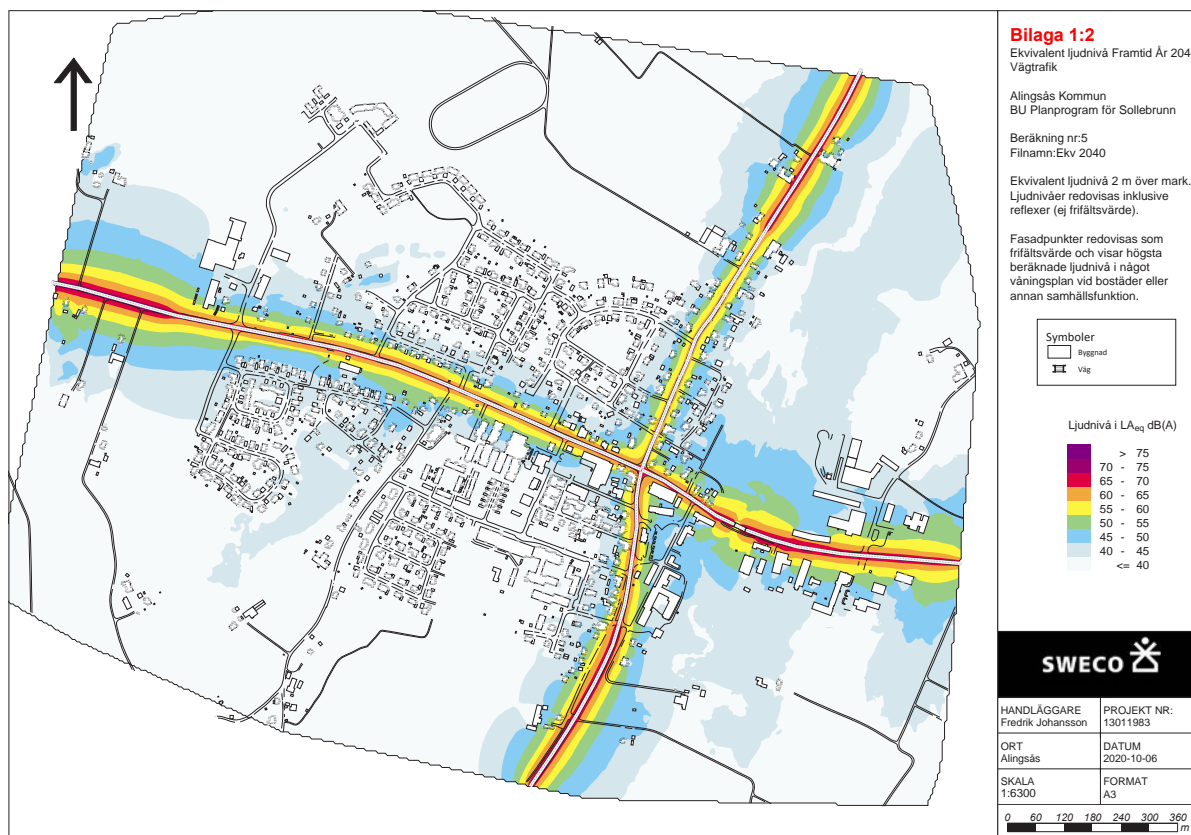 Bilaga 1:2
Ekvivalent ljudnivå Framtid År 204
Vägtrafik
Alingsås Kommun
BU Planprogram för Sollebrunn
Beräkning nr:5
Filnamn:Ekv 2040
Ekvivalent ljudnivå 2 m över mark.
Ljudnivåer redovisas inklusive
reflexer (ej frifältsvärde).
Fasadpunkter redovisas som
frifältsvärde och visar högsta
beräknade ljudnivå i något
våningsplan vid bostäder eller
annan samhällsfunktion.
Symboler
Byggnad
Väg
Ljudnivå i LAeq dB(A)
> 75
70 - 75
65 - 70
60 - 65
55 - 60
50 - 55
45 - 50
40 - 45
<= 40
SWECO
HANDLÄGGARE
Fredrik Johansson
PROJEKT NR:
13011983
ORT
Alingsås
DATUM
2020-10-06
SKALA
1:6300
FORMAT
A3
0 60 120 180 240 300 360
m